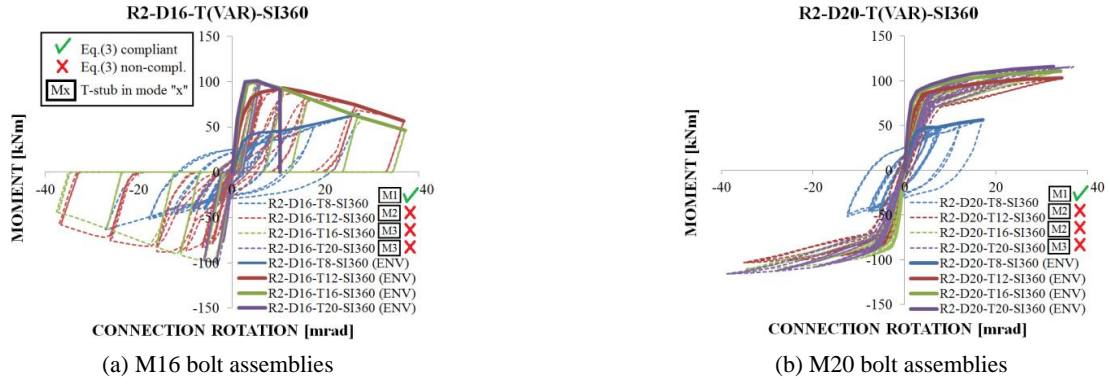 R2-D16-T(VAR)-SI360
150
Eq.(3) compliant
Eq.(3) non-compl.
Mx T-stub in mode "x"
100
50
0
-40
-20
0
20
40
-50
-100
-150
M1
M2
M3
M3
R2-D16-T8-SI360
R2-D16-T12-SI360
R2-D16-T16-SI360
R2-D16-T20-SI360
R2-D16-T8-SI360 (ENV)
R2-D16-T12-SI360 (ENV)
R2-D16-T16-SI360 (ENV)
R2-D16-T20-SI360 (ENV)
MOMENT [kNm]
CONNECTION ROTATION [mrad]
(a) M16 bolt assemblies
R2-D20-T(VAR)-SI360
150
100
50
0
-40
-20
0
20
40
-50
-100
-150
M1
M2
M2
M3
R2-D20-T8-SI360
R2-D20-T12-SI360
R2-D20-T16-SI360
R2-D20-T20-SI360
R2-D20-T8-SI360 (ENV)
R2-D20-T12-SI360 (ENV)
R2-D20-T16-SI360 (ENV)
R2-D20-T20-SI360 (ENV)
MOMENT [kNm]
CONNECTION ROTATION [mrad]
(b) M20 bolt assemblies